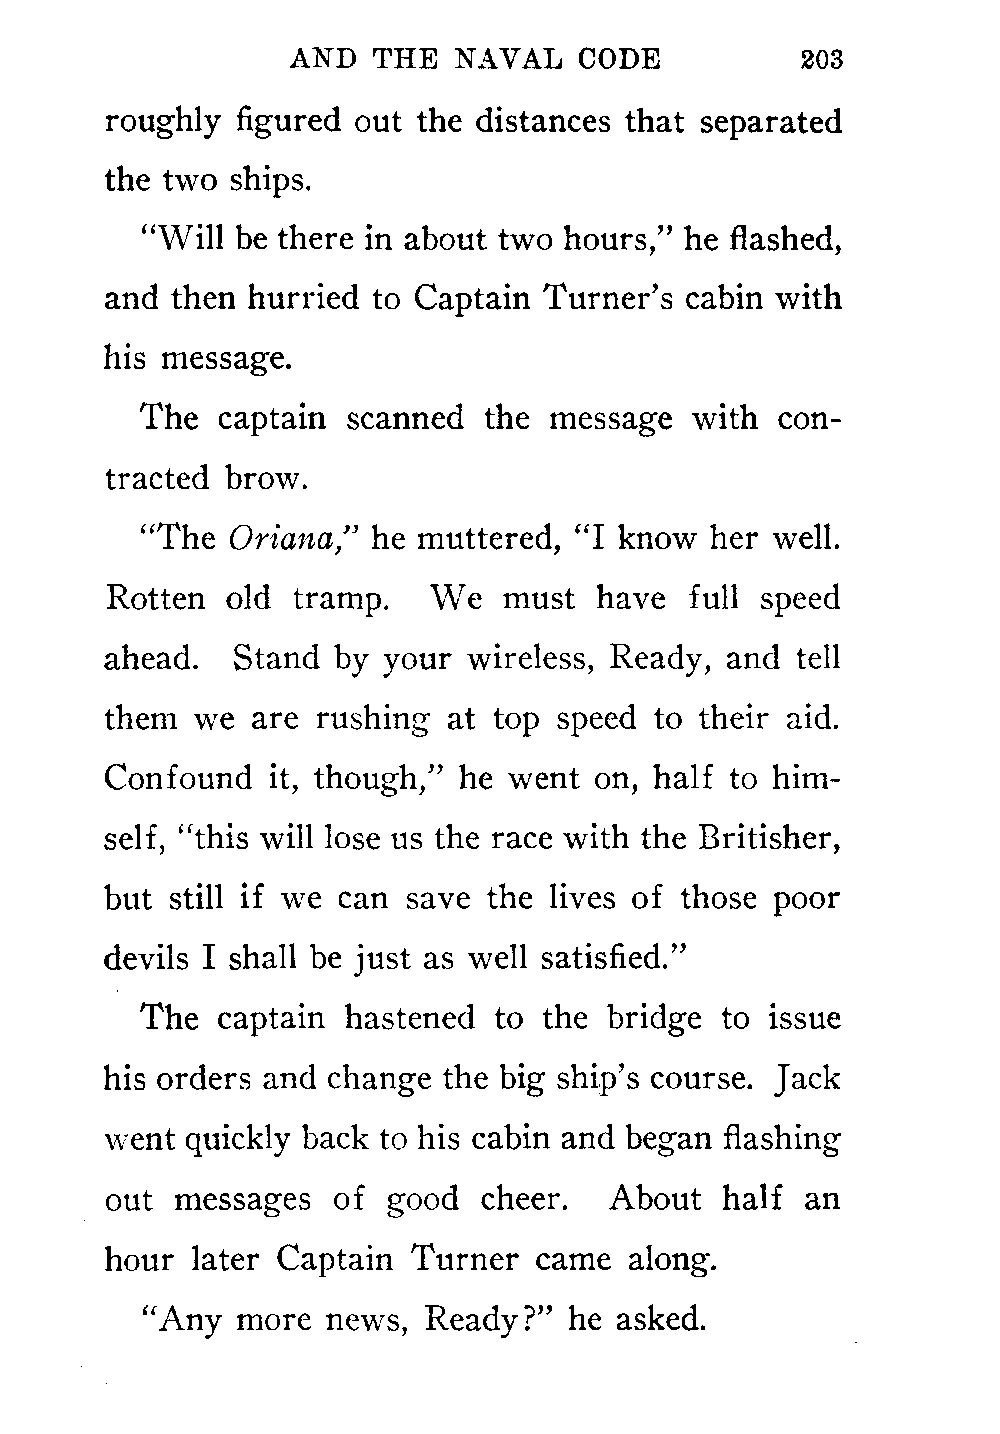 AND THE NAVAL CODE 203
roughly figured out the distances that separated
the two ships.
“Will be there in about two hours,” he flashed,
and then hurried to Captain Turner’s cabin with
his message.
The captain scanned the message with con-
tracted brow.
“The Oriana,” he muttered, “I know her well.
Rotten old tramp. We must have full speed
ahead. Stand by your wireless, Ready, and tell
them we are rushing at top speed to their aid.
Confound it, though,” he went on, half to him-
self, “this will lose us the race with the Britisher,
but still if we can save the lives of those poor
devils I shall be just as well satisfied.”
The captain hastened to the bridge to issue
his orders and change the big ship’s course. Jack
went quickly back to his cabin and began flashing
out messages of good cheer. About half an
hour later Captain Turner came along.
“Any more news, Ready?” he asked.